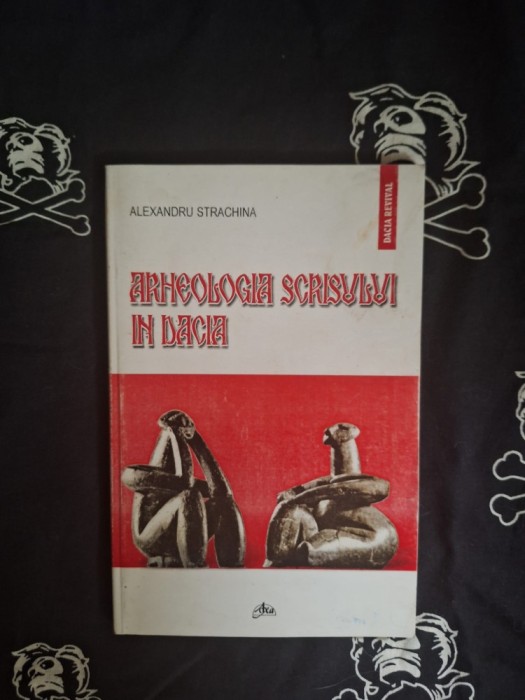 DACIA REVIVAL
ALEXANDRU STRACHINA
ARHEOLOGIA SCRISULUI
IN DACIA